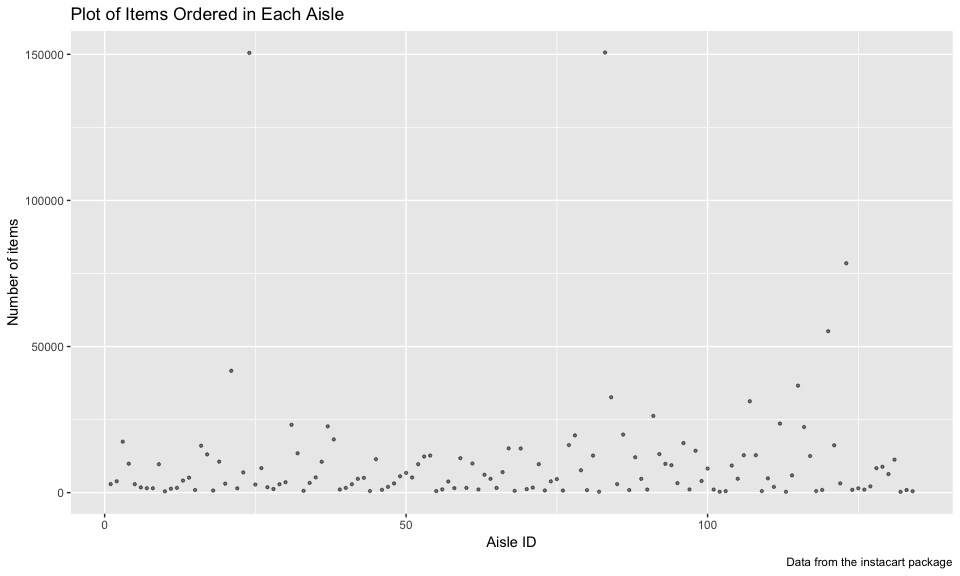 Plot of Items Ordered in Each Aisle
150000
100000
50000
0
Number of items
0 50 100
Aisle ID
Data from the instacart package